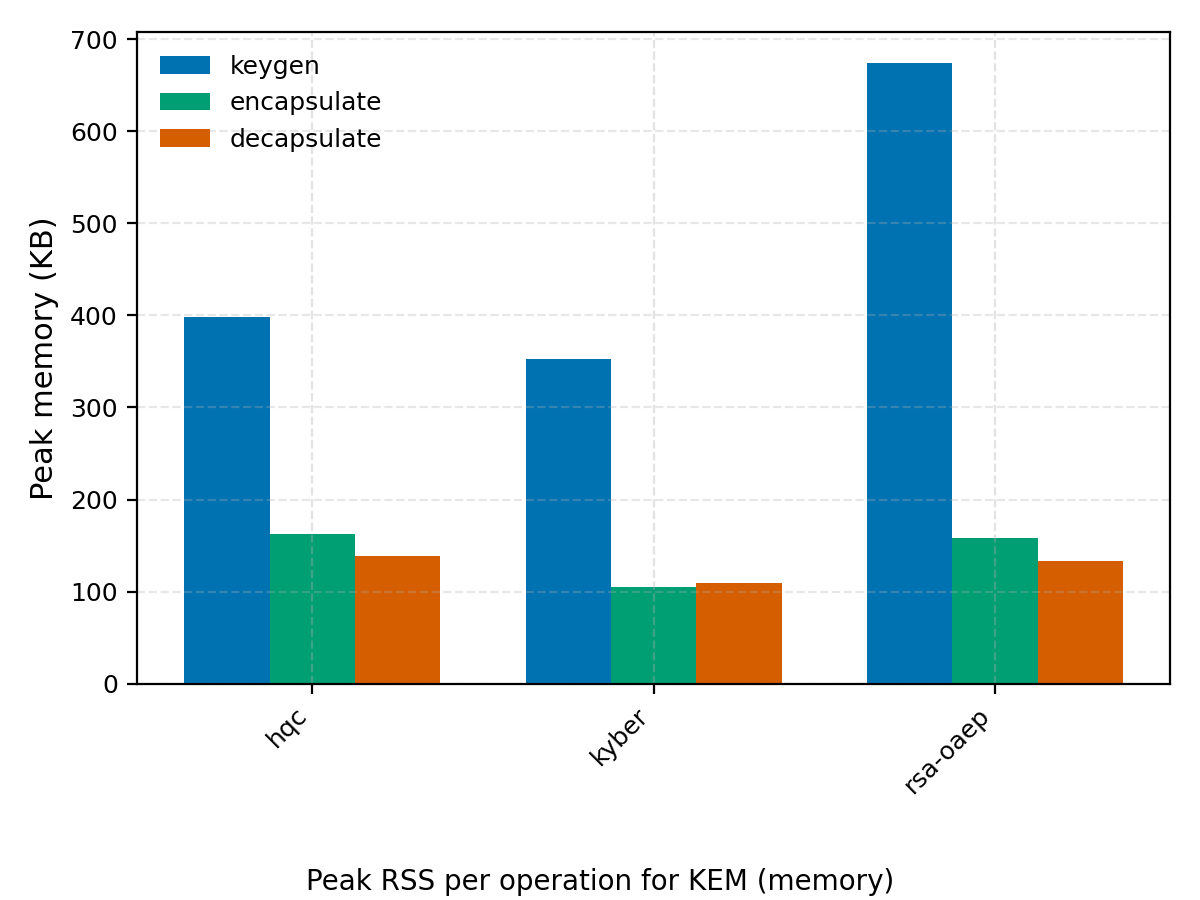 700
600
500
400
300
200
100
0
Peak memory (KB)
keygen
encapsulate
decapsulate
hqc
kyber
rsa-oaep
Peak RSS per operation for KEM (memory)